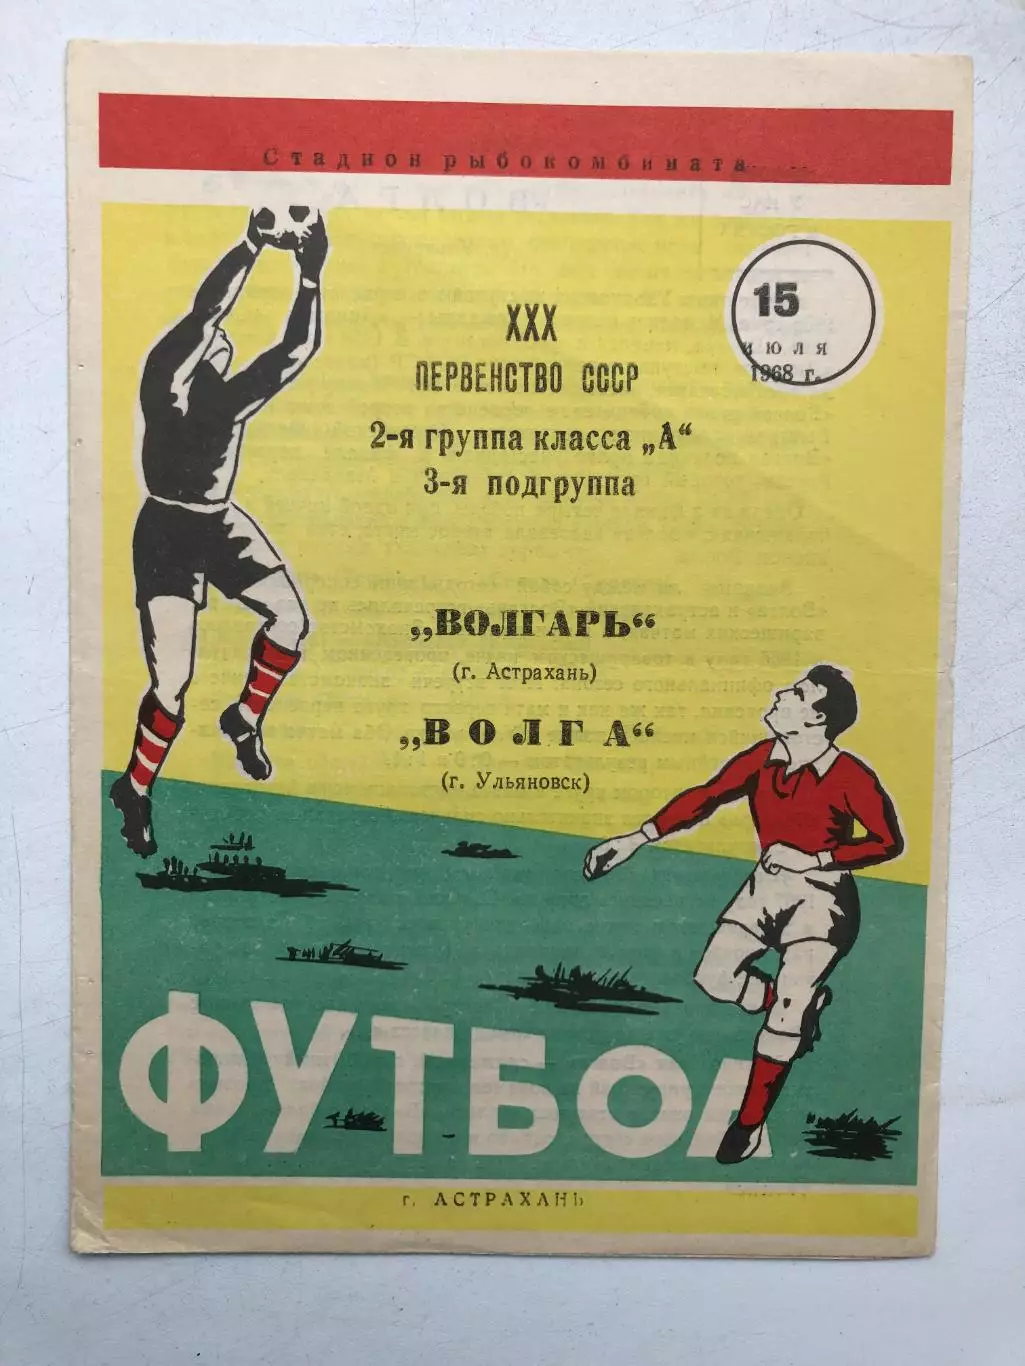 Стадион рыбокомбината
15
июля
1968 г.
XXX
ПЕРВЕНСТВО СССР
2-я группа класса „А“
3-я подгруппа
„ВОЛГАРЬ“
(г. Астрахань)
„ВОЛГА“
(г. Ульяновск)
ФУТБОЛ
г. АСТРАХАНЬ